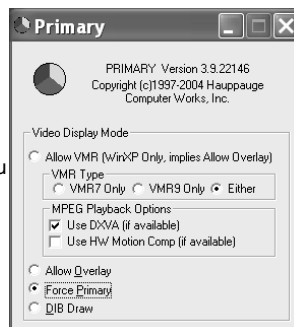 Primary
PRIMARY Version 3.9.22146
Copyright (c)1997-2004 Hauppauge
Computer Works, Inc.
Video Display Mode
Allow VMR (WinXP Only, implies Allow Overlay)
u
VMR Type
VMR7 Only VMR9 Only Either
MPEG Playback Options
Use DXVA (if available)
Use HW Motion Comp (if available)
Allow Overlay
Force Primary
DIB Draw